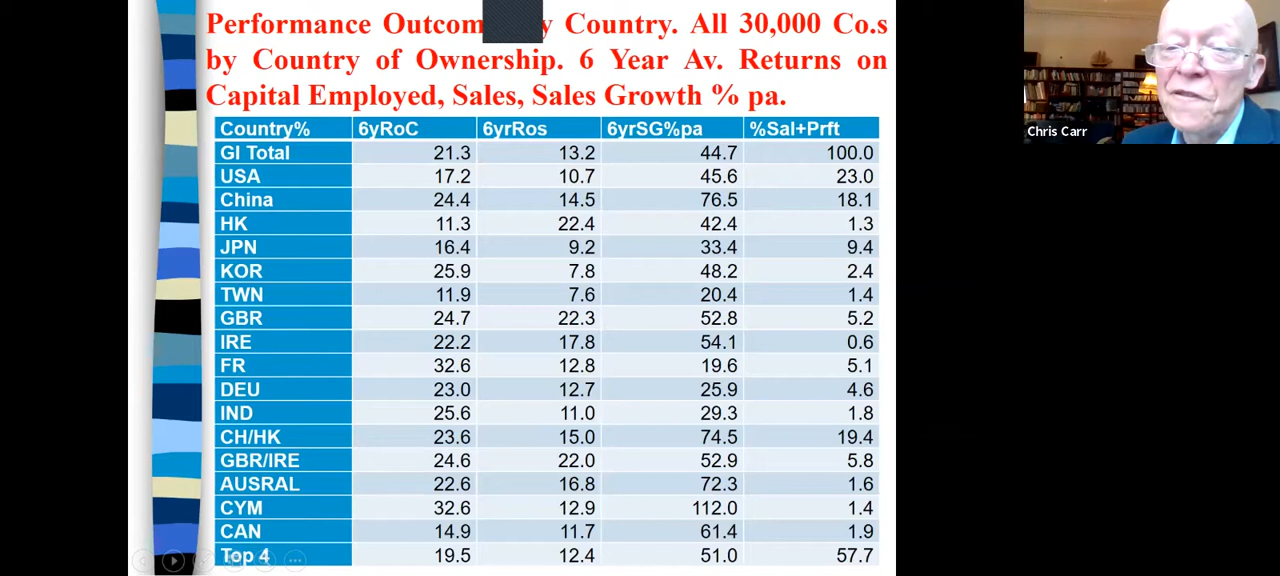 Performance Outcom y Country. All 30,000 Co.s
by Country of Ownership. 6 Year Av. Returns on
Capital Employed, Sales, Sales Growth % pa.
Country% 6yRoC 6yrRos 6yrSG%pa %Sal+Prft
Gl Total 21.3 13.2 44.7 100.0
USA 17.2 10.7 45.6 23.0
China 24.4 14.5 76.5 18.1
HK 11.3 22.4 42.4 1.3
JPN 16.4 9.2 33.4 9.4
KOR 25.9 7.8 48.2 2.4
TWN 11.9 7.6 20.4 1.4
GBR 24.7 22.3 52.8 5.2
IRE 22.2 17.8 54.1 0.6
FR 32.6 12.8 19.6 5.1
DEU 23.0 12.7 25.9 4.6
IND 25.6 11.0 29.3 1.8
CH/HK 23.6 15.0 74.5 19.4
GBR/IRE 24.6 22.0 52.9 5.8
AUSRAL 22.6 16.8 72.3 1.6
CYM 32.6 12.9 112.0 1.4
CAN 14.9 11.7 61.4 1.9
Top 4 19.5 12.4 51.0 57.7
Chris Carr